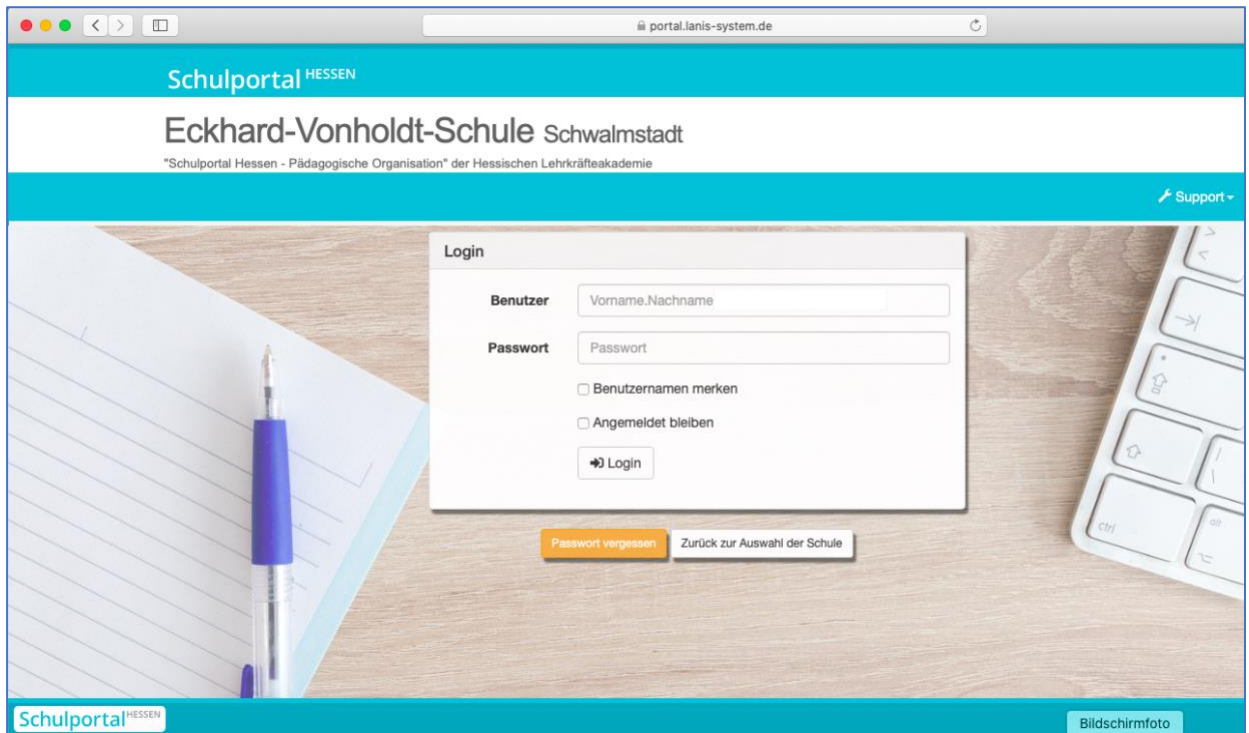 portal.lanis-system.de
Schulportal HESSEN
Eckhard-Vonholdt-Schule Schwalmstadt
"Schulportal Hessen - Pädagogische Organisation" der Hessischen Lehrkräfteakademie
Support
Login
Benutzer Vorname.Nachname
Passwort Passwort
Benutzernamen merken
Angemeldet bleiben
Login
Passwort vergessen Zurück zur Auswahl der Schule
ctrl alt
Schulportal HESSEN
Bildschirmfoto